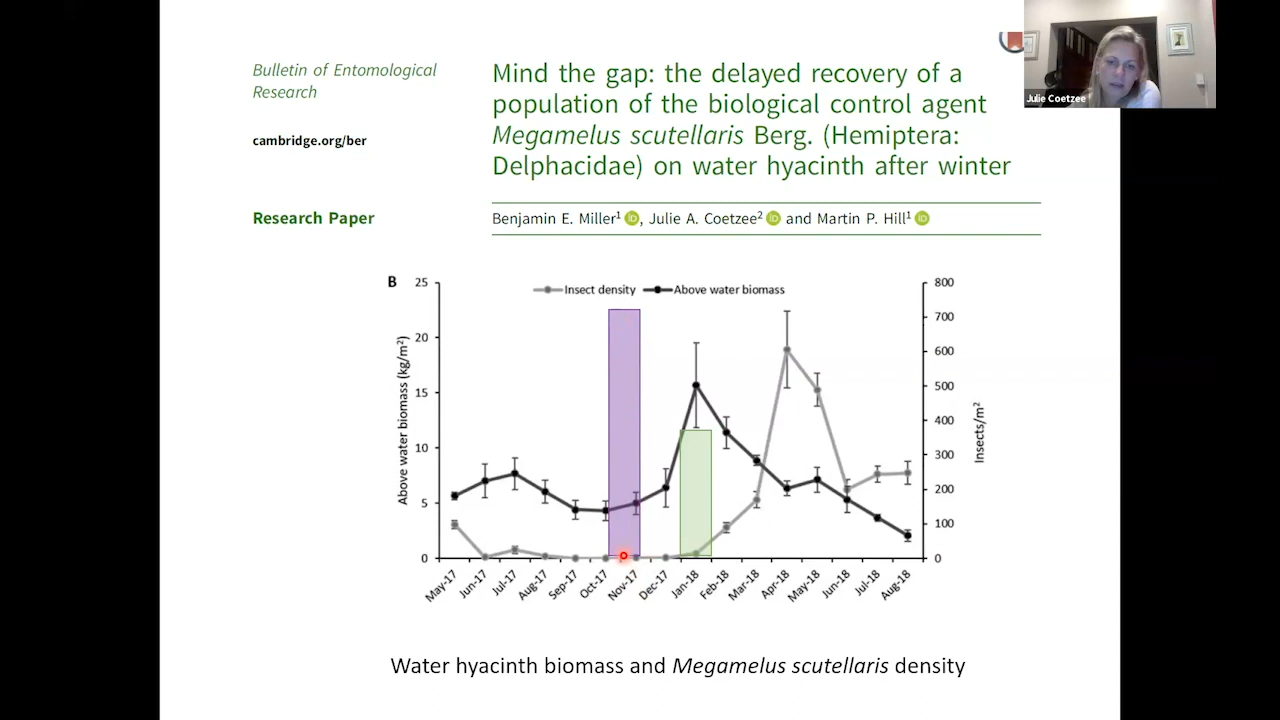 Bulletin of Entomological
Research
cambridge.org/ber
Research Paper
Mind the gap: the delayed recovery of a
population of the biological control agent
Megamelus scutellaris Berg. (Hemiptera:
Delphacidae) on water hyacinth after winter
Benjamin E. Miller¹ iD, Julie A. Coetzee² iD and Martin P. Hill¹ iD
Julie Coetzee
B
Insect density
Above water biomass
Above water biomass (kg/m²)
25
20
15
10
5
0
800
700
600
500
400
300
200
100
0
Insects/m²
May-17
Jun-17
Jul-17
Aug-17
Sep-17
Oct-17
Nov-17
Dec-17
Jan-18
Feb-18
Mar-18
Apr-18
May-18
Jun-18
Jul-18
Aug-18
Water hyacinth biomass and Megamelus scutellaris density